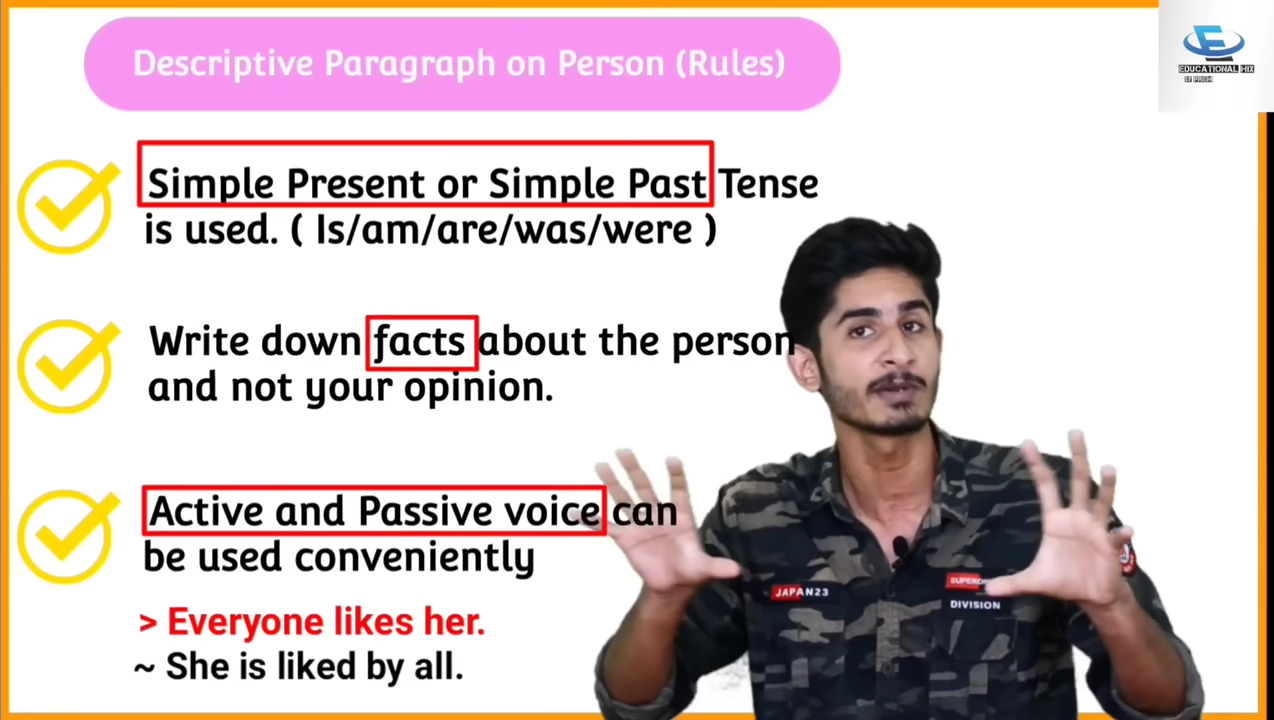 Descriptive Paragraph on Person (Rules)
EDUCATIONAL HIX
Simple Present or Simple Past Tense
is used. ( Is/am/are/was/were )
Write down facts about the person
and not your opinion.
Active and Passive voice can
be used conveniently
> Everyone likes her.
~ She is liked by all.
JAPAN23
DIVISION